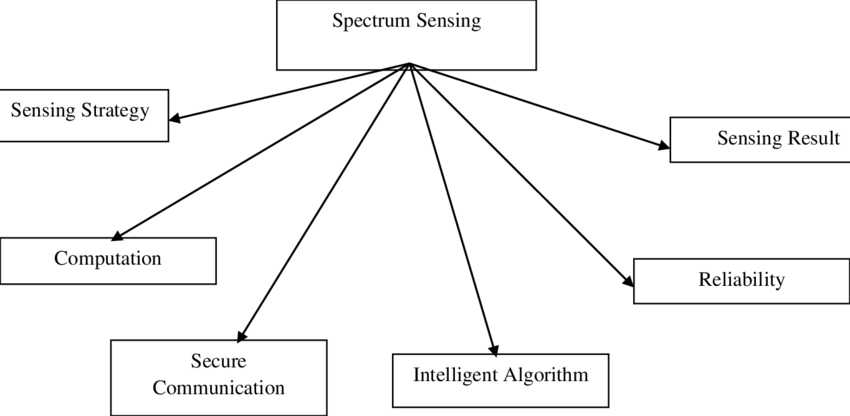 Spectrum Sensing
Sensing Strategy
Sensing Result
Computation
Reliability
Secure
Communication
Intelligent Algorithm